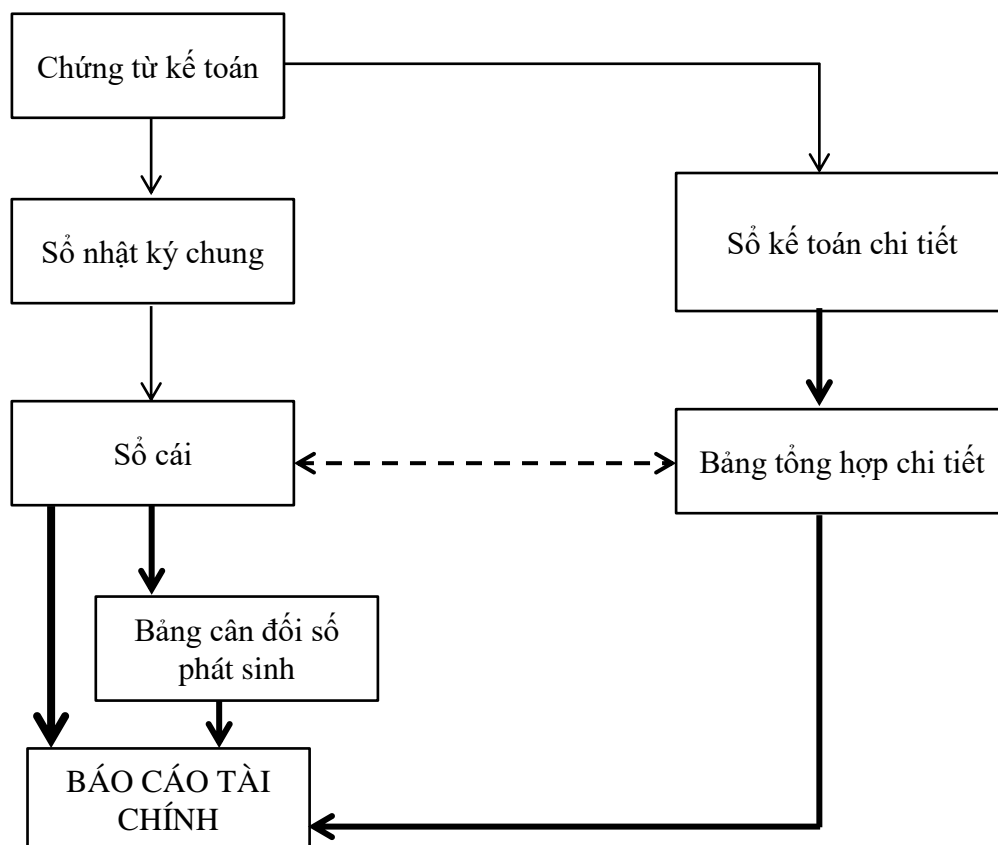 Chứng từ kế toán
Sổ nhật ký chung
Sổ kế toán chi tiết
Sổ cái
Bảng tổng hợp chi tiết
Bảng cân đối số
phát sinh
BÁO CÁO TÀI
CHÍNH